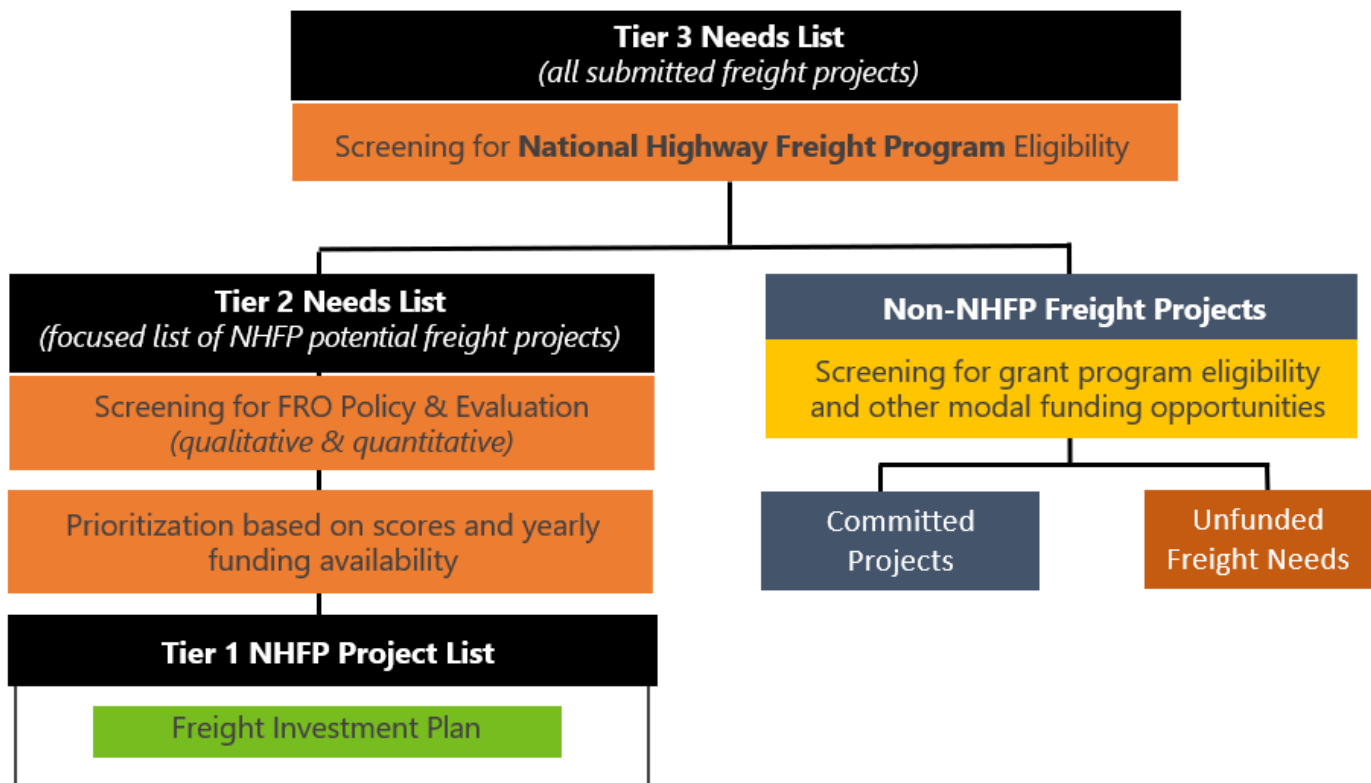 Tier 3 Needs List
(all submitted freight projects)
Screening for National Highway Freight Program Eligibility
Tier 2 Needs List
(focused list of NHFP potential freight projects)
Screening for FRO Policy & Evaluation
(qualitative & quantitative)
Prioritization based on scores and yearly
funding availability
Tier 1 NHFP Project List
Freight Investment Plan
Non-NHFP Freight Projects
Screening for grant program eligibility
and other modal funding opportunities
Committed
Projects
Unfunded
Freight Needs